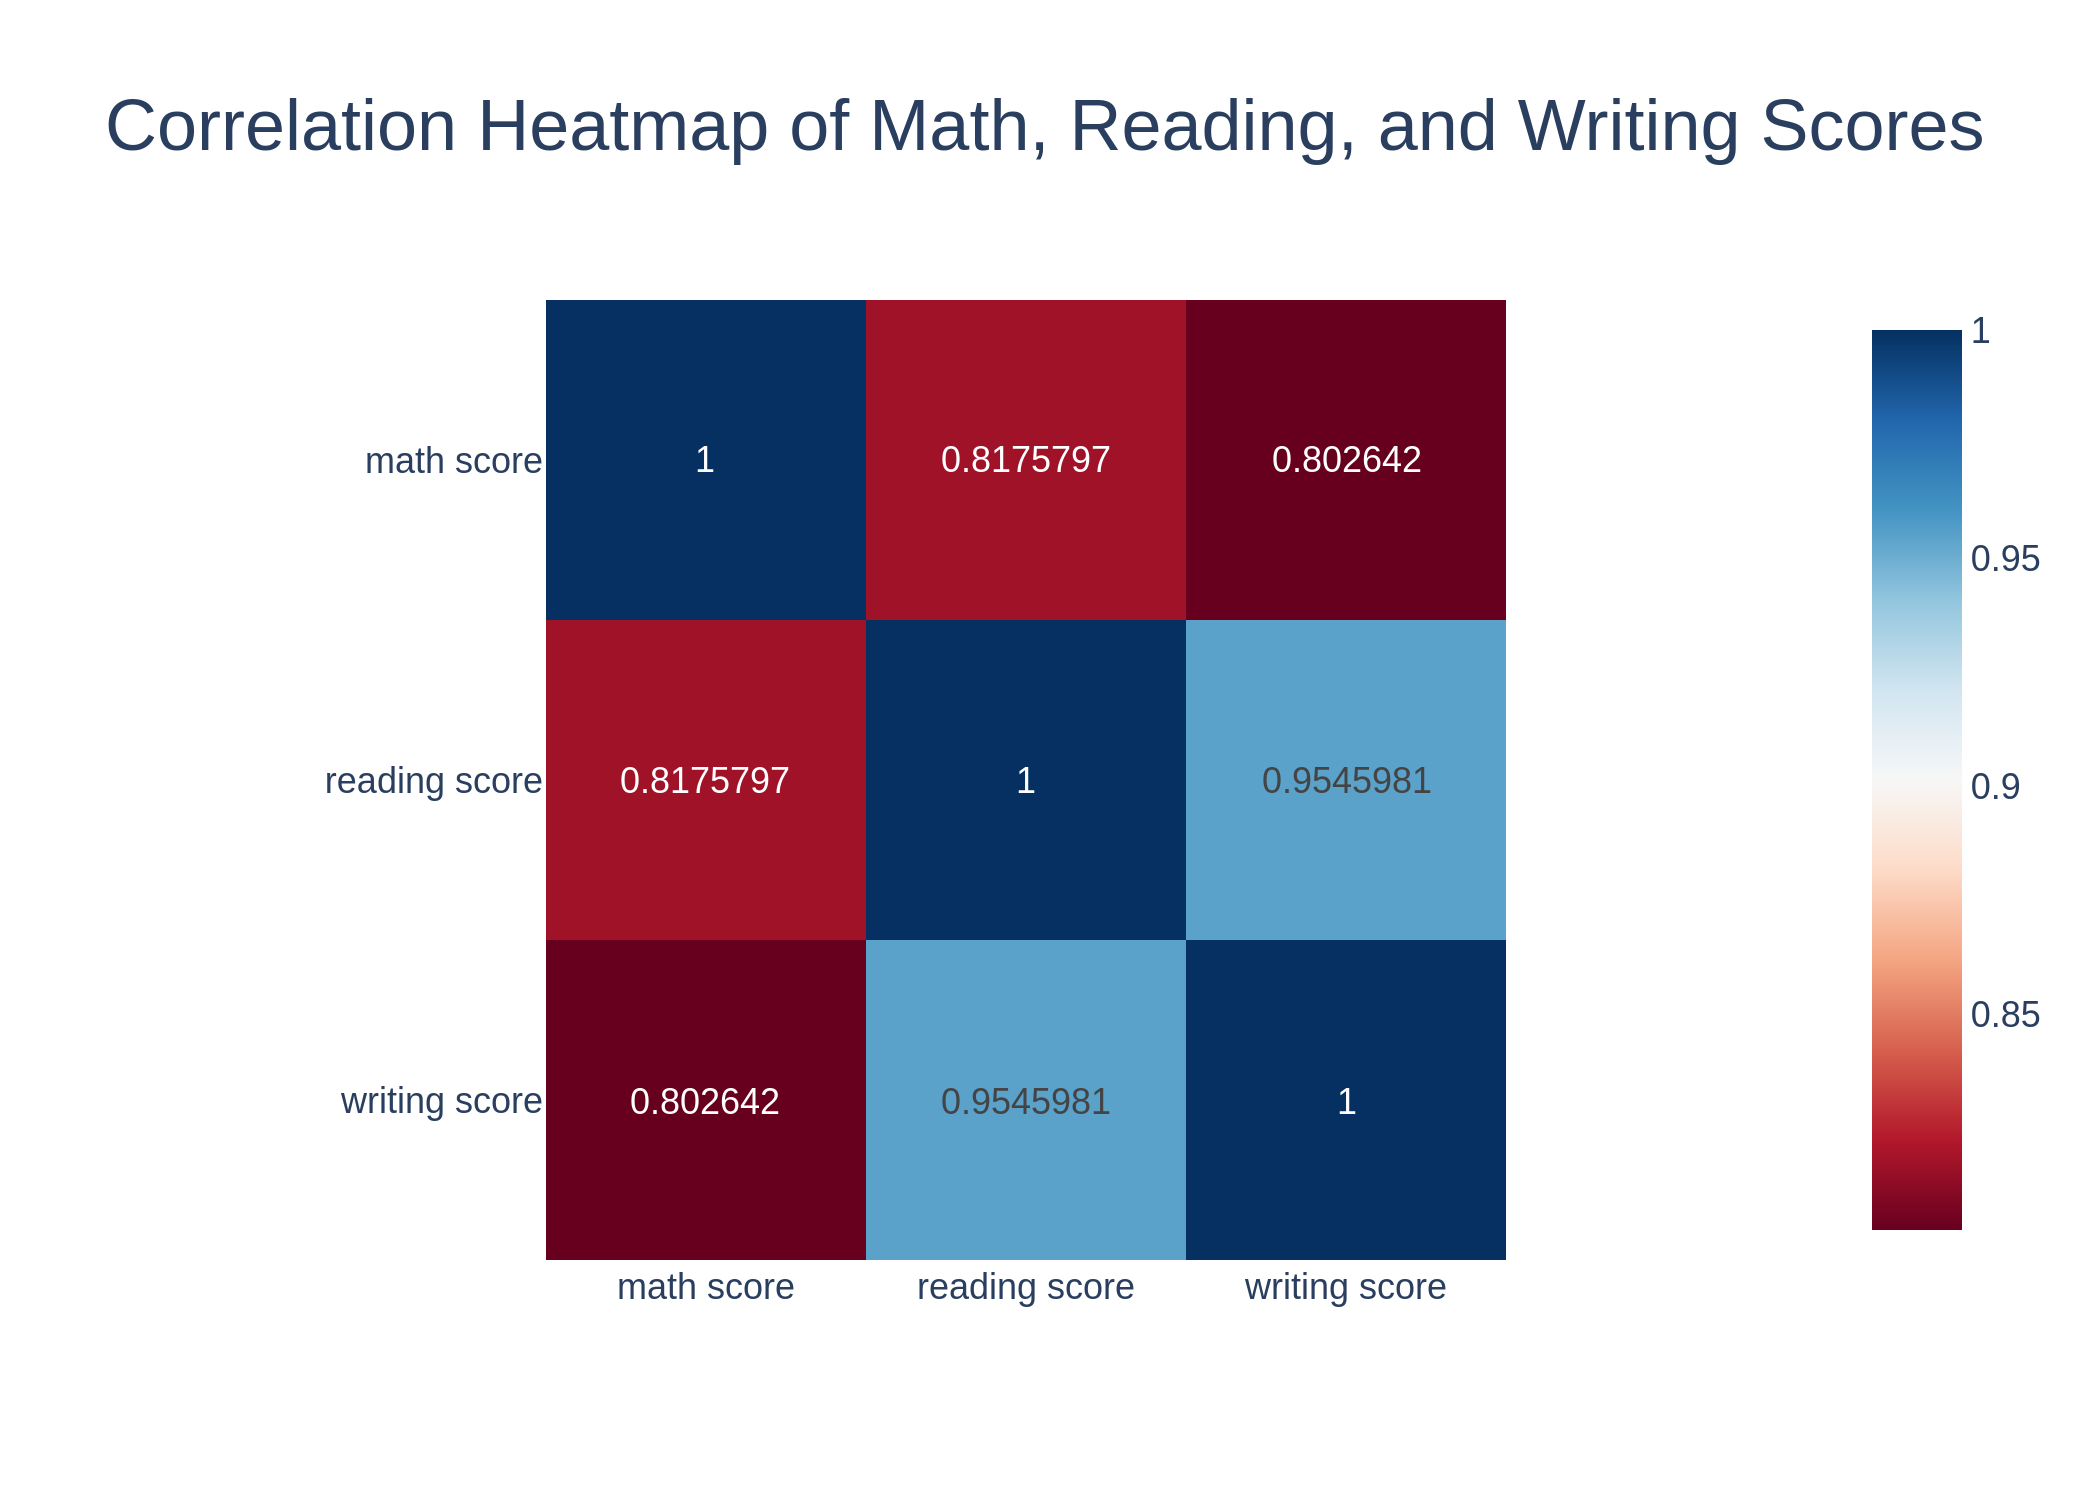 Correlation Heatmap of Math, Reading, and Writing Scores
math score 1 0.8175797 0.802642
reading score 0.8175797 1 0.9545981
writing score 0.802642 0.9545981 1
math score reading score writing score
1
0.95
0.9
0.85